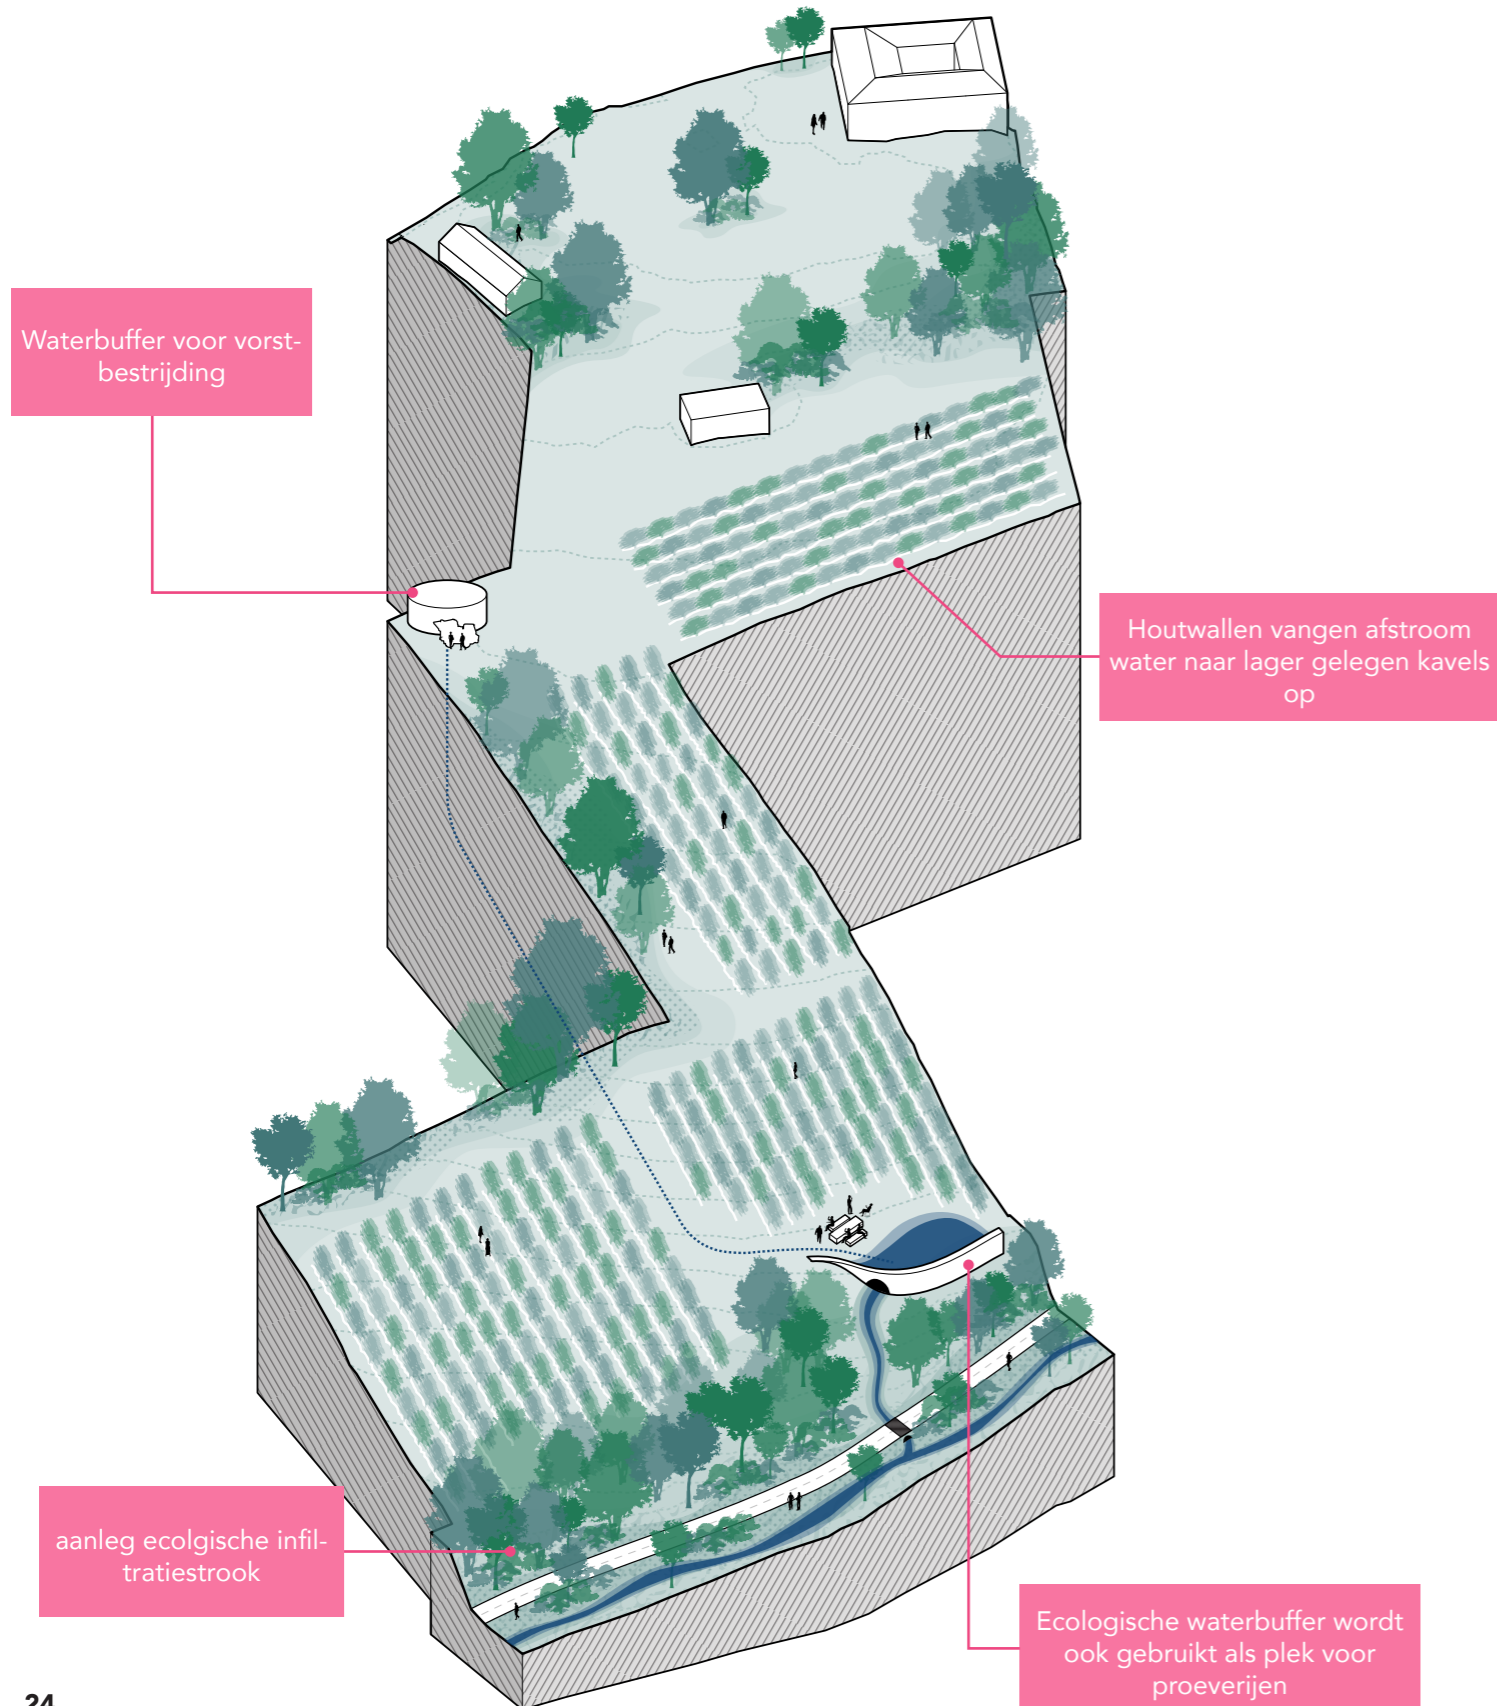 Waterbuffer voor vorst-
bestrijding
Houtwallen vangen afstroom
water naar lager gelegen kavels
op
aanleg ecolgische infil-
tratiestrook
Ecologische waterbuffer wordt
ook gebruikt als plek voor
proeverijen
24